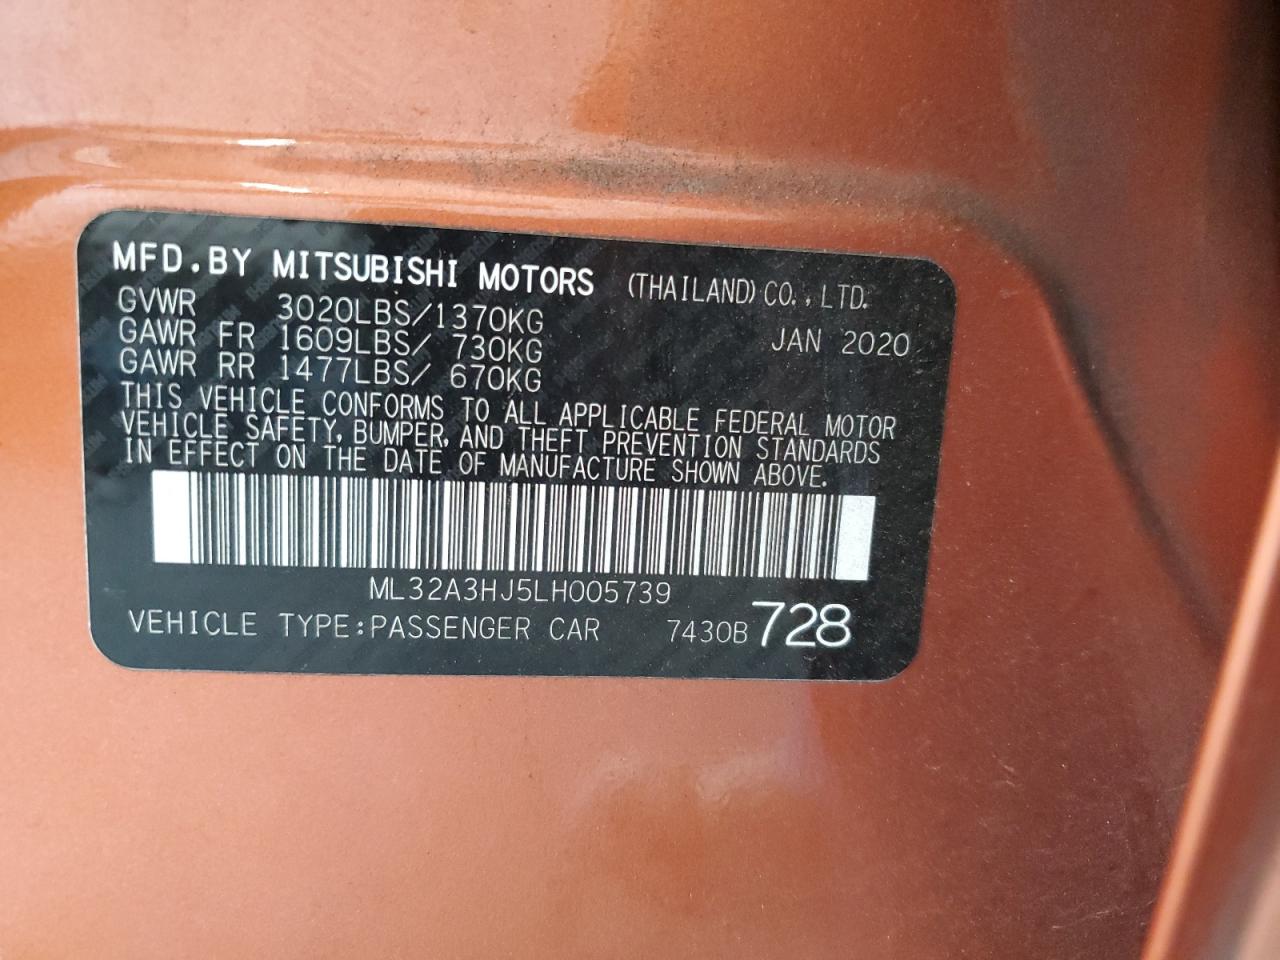 MFD.BY MITSUBISHI MOTORS (THAILAND) CO., LTD.
GVWR 3020LBS/1370KG
JAN 2020
GAWR FR 1609LBS/ 730KG
GAWR RR 1477LBS/ 670KG
THIS VEHICLE CONFORMS TO ALL APPLICABLE FEDERAL MOTOR
VEHICLE SAFETY, BUMPER, AND THEFT PREVENTION STANDARDS
IN EFFECT ON THE DATE OF MANUFACTURE SHOWN ABOVE.
ML32A3HJ5LH005739
VEHICLE TYPE:PASSENGER CAR 7430B 728